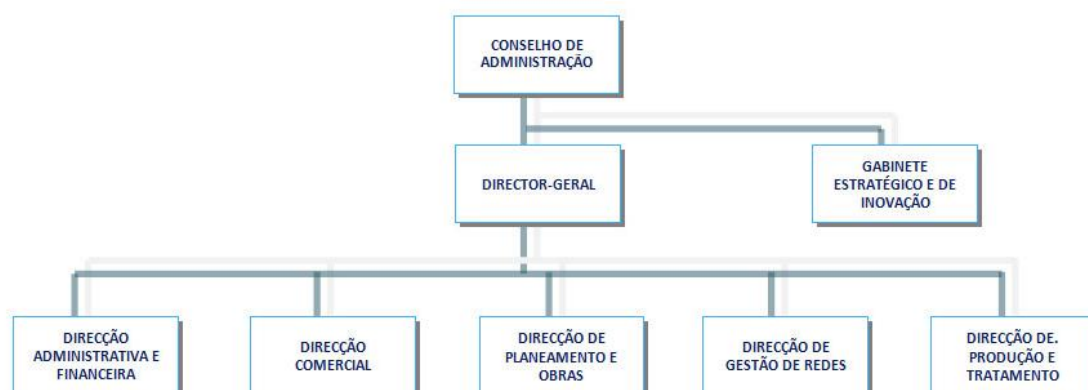 CONSELHO DE
ADMINISTRAÇÃO
DIRECTOR-GERAL
GABINETE
ESTRATÉGICO E DE
INOVAÇÃO
DIRECÇÃO
ADMINISTRATIVA E
FINANCEIRA
DIRECÇÃO
COMERCIAL
DIRECÇÃO DE
PLANEAMENTO E
OBRAS
DIRECÇÃO DE
GESTÃO DE REDES
DIRECÇÃO DE.
PRODUÇÃO E
TRATAMENTO